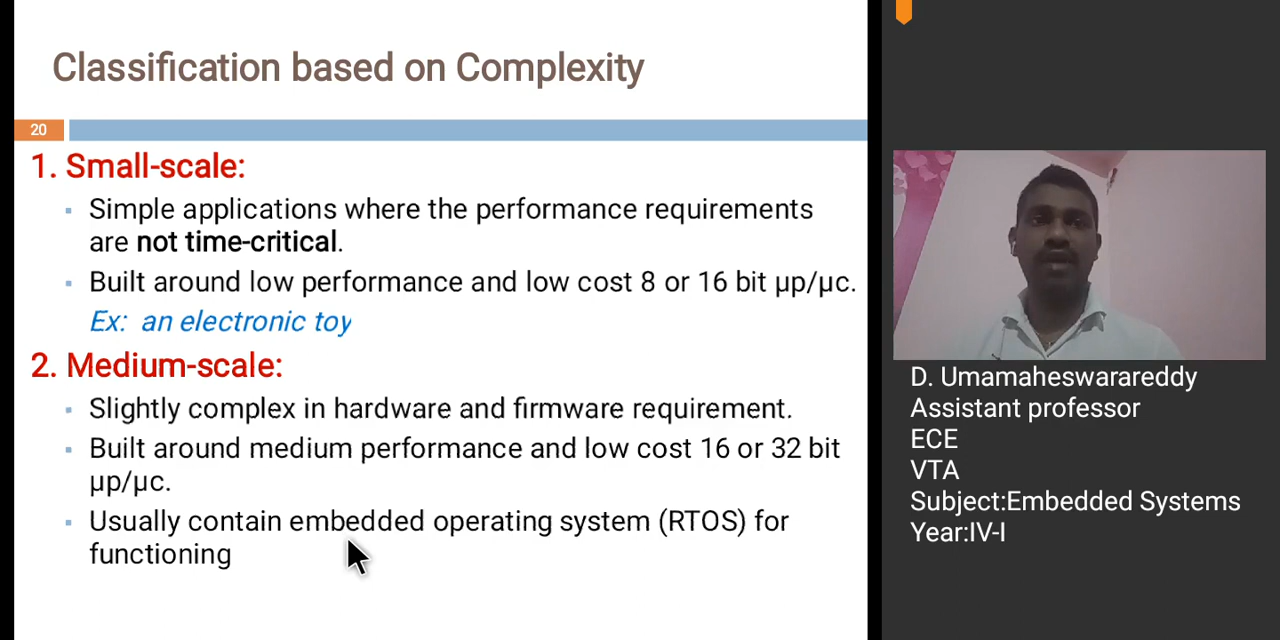 Classification based on Complexity
20
1. Small-scale:
▪ Simple applications where the performance requirements
are not time-critical.
▪ Built around low performance and low cost 8 or 16 bit µp/µc.
Ex: an electronic toy
2. Medium-scale:
▪ Slightly complex in hardware and firmware requirement.
▪ Built around medium performance and low cost 16 or 32 bit
µp/µc.
▪ Usually contain embedded operating system (RTOS) for
functioning
D. Umamaheswarareddy
Assistant professor
ECE
VTA
Subject:Embedded Systems
Year:IV-I